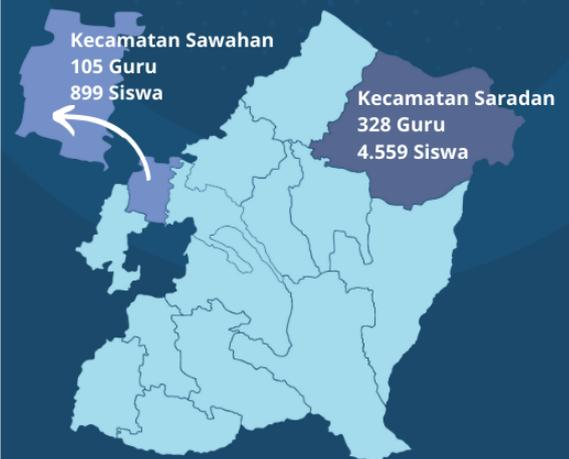 Kecamatan Sawahan
105 Guru
899 Siswa
Kecamatan Saradan
328 Guru
4.559 Siswa